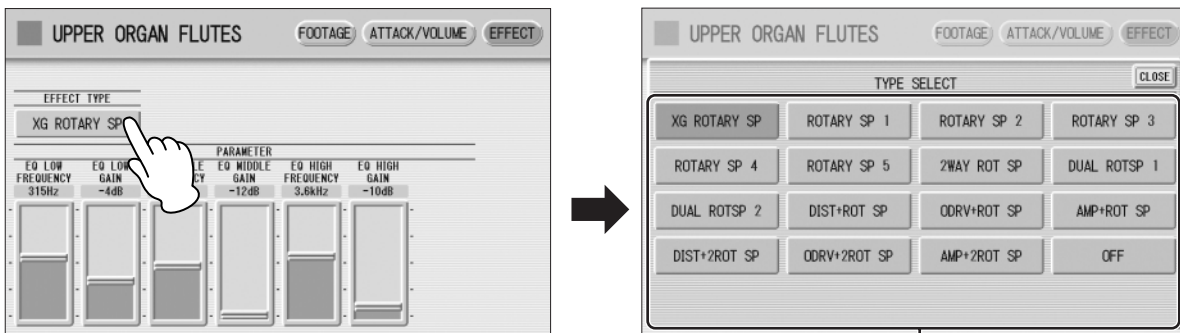 UPPER ORGAN FLUTES FOOTAGE ATTACK/VOLUME EFFECT
EFFECT TYPE
XG ROTARY SP
PARAMETER
EQ LOW FREQUENCY EQ LOW GAIN EQ MIDDLE GAIN EQ HIGH FREQUENCY EQ HIGH GAIN
315Hz -4dB -12dB 3.6kHz -10dB
UPPER ORGAN FLUTES FOOTAGE ATTACK/VOLUME EFFECT
TYPE SELECT CLOSE
XG ROTARY SP ROTARY SP 1 ROTARY SP 2 ROTARY SP 3
ROTARY SP 4 ROTARY SP 5 2WAY ROT SP DUAL ROTSP 1
DUAL ROTSP 2 DIST+ROT SP ODRV+ROT SP AMP+ROT SP
DIST+2ROT SP ODRV+2ROT SP AMP+2ROT SP OFF